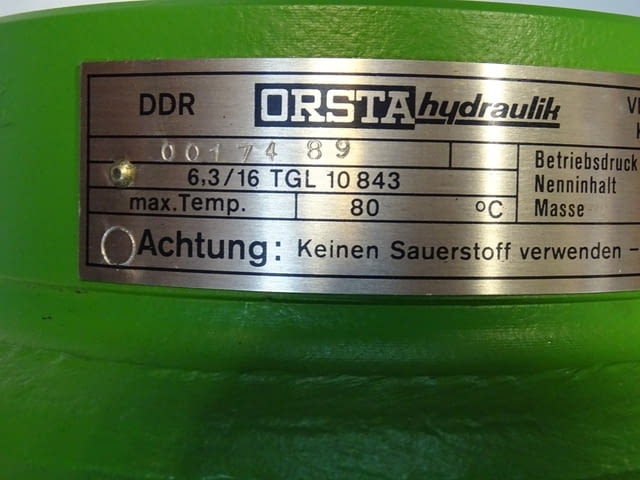 DDR ORSTA hydraulik
001774 89
6,3/16 TGL 10 843
max.Temp. 80 °C
Betriebsdruck
Nenninhalt
Masse
Achtung: Keinen Sauerstoff verwenden –